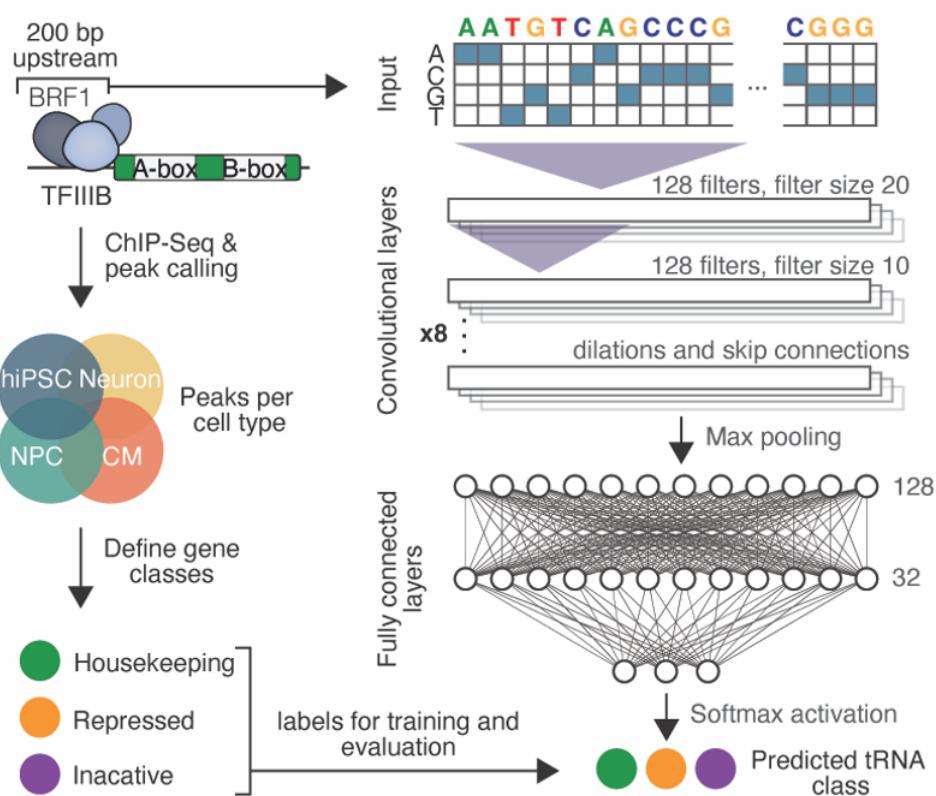 200 bp
upstream
BRF1
A-box
B-box
TFIIIB
ChIP-Seq &
peak calling
hiPSC
Neuron
NPC
CM
Peaks per
cell type
Define gene
classes
Housekeeping
Repressed
Inacative
labels for training and
evaluation
Input
A A T G T C A G C C C G
C G G G
A
C
G
T
...
Convolutional layers
128 filters, filter size 20
128 filters, filter size 10
x8
dilations and skip connections
Max pooling
Fully connected
layers
128
32
Softmax activation
Predicted tRNA
class